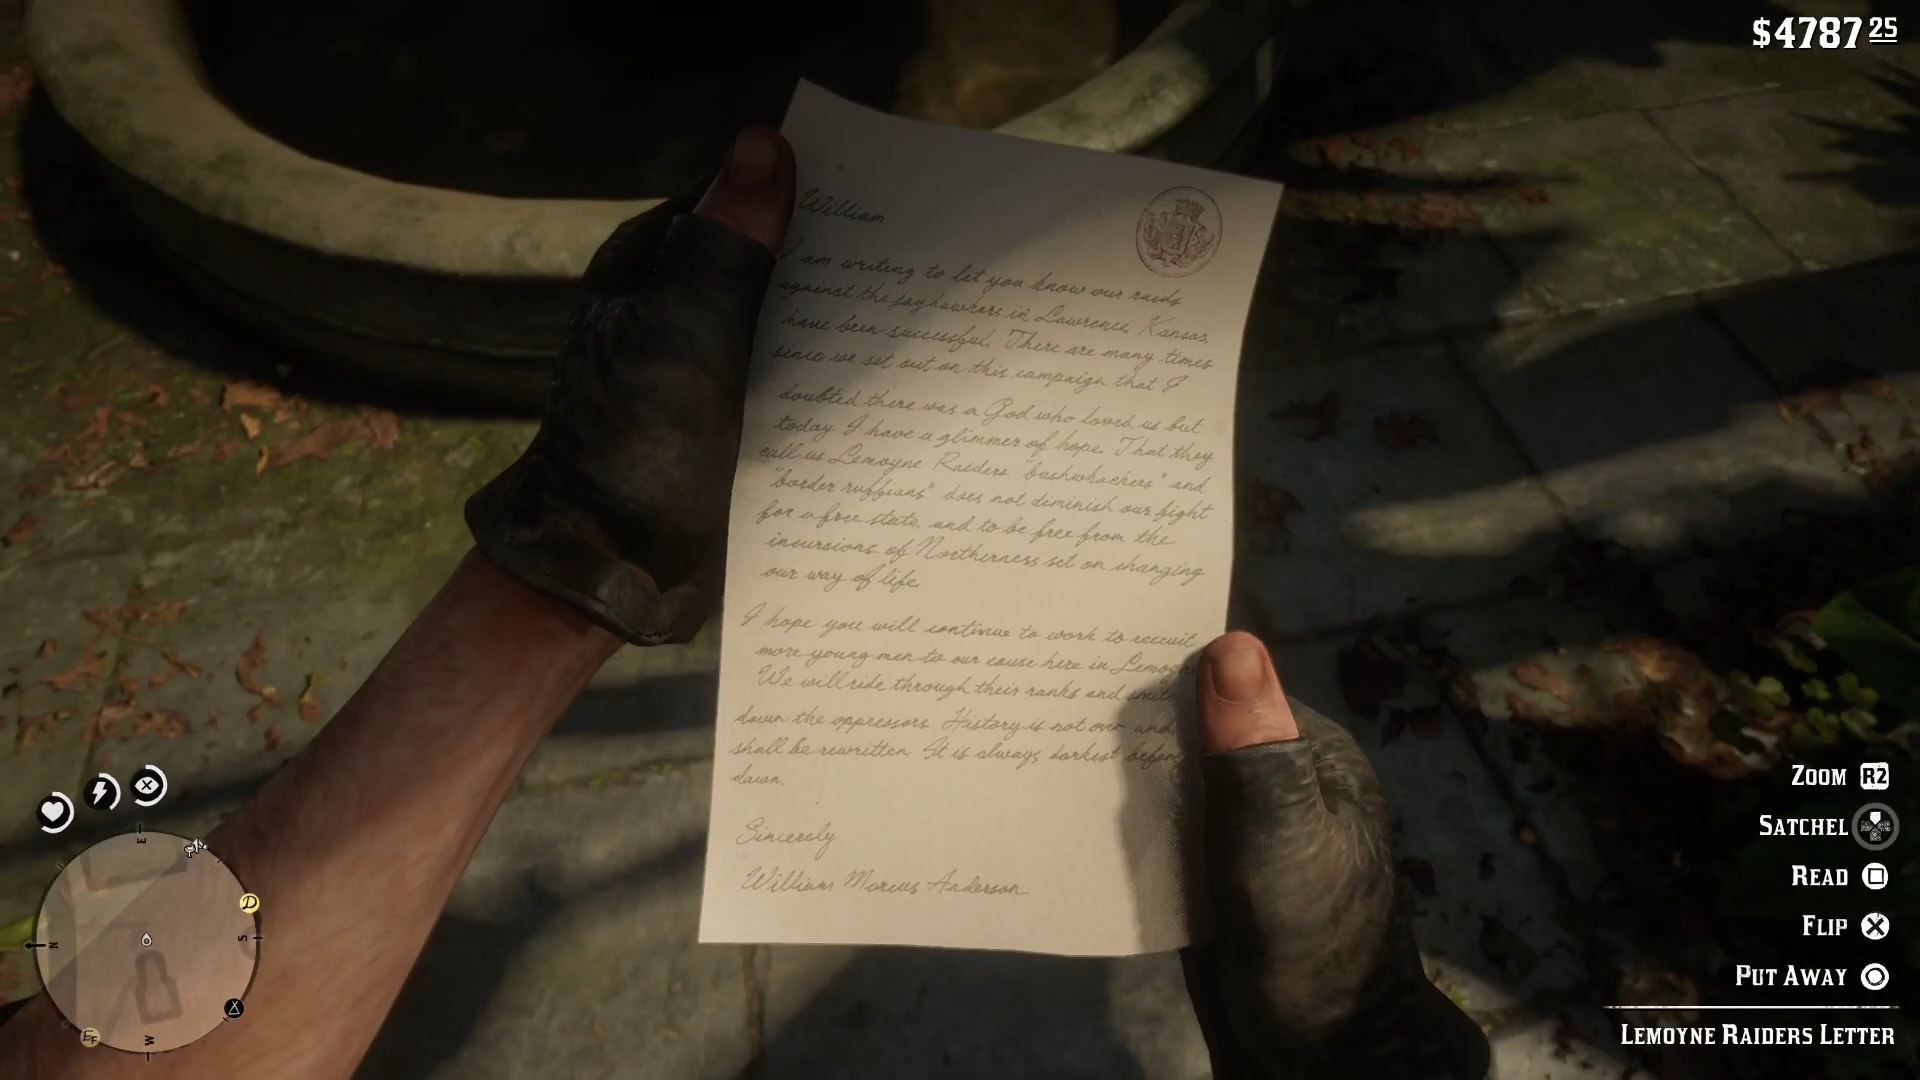 $4787 25
William
I am writing to let you know our raids
against the jayhawkers in Lawrence, Kansas,
have been successful. There are many times
since we set out on this campaign that I
doubted there was a God who loved us but
today I have a glimmer of hope. That they
call us Lemoyne Raiders "bushwhackers" and
"border ruffians" does not diminish our fight
for a free state, and to be free from the
incursions of Northerness set on changing
our way of life.
I hope you will continue to work to recruit
more young men to our cause here in Lemoyne
We will ride through their ranks and smite
down the oppressors. History is not over and
shall be rewritten. It is always darkest before
dawn.
Sincerely
William Marcus Anderson
Zoom R2
Satchel
Read
Flip
Put Away
Lemoyne Raiders Letter
E
N
S
W
D
EF
X